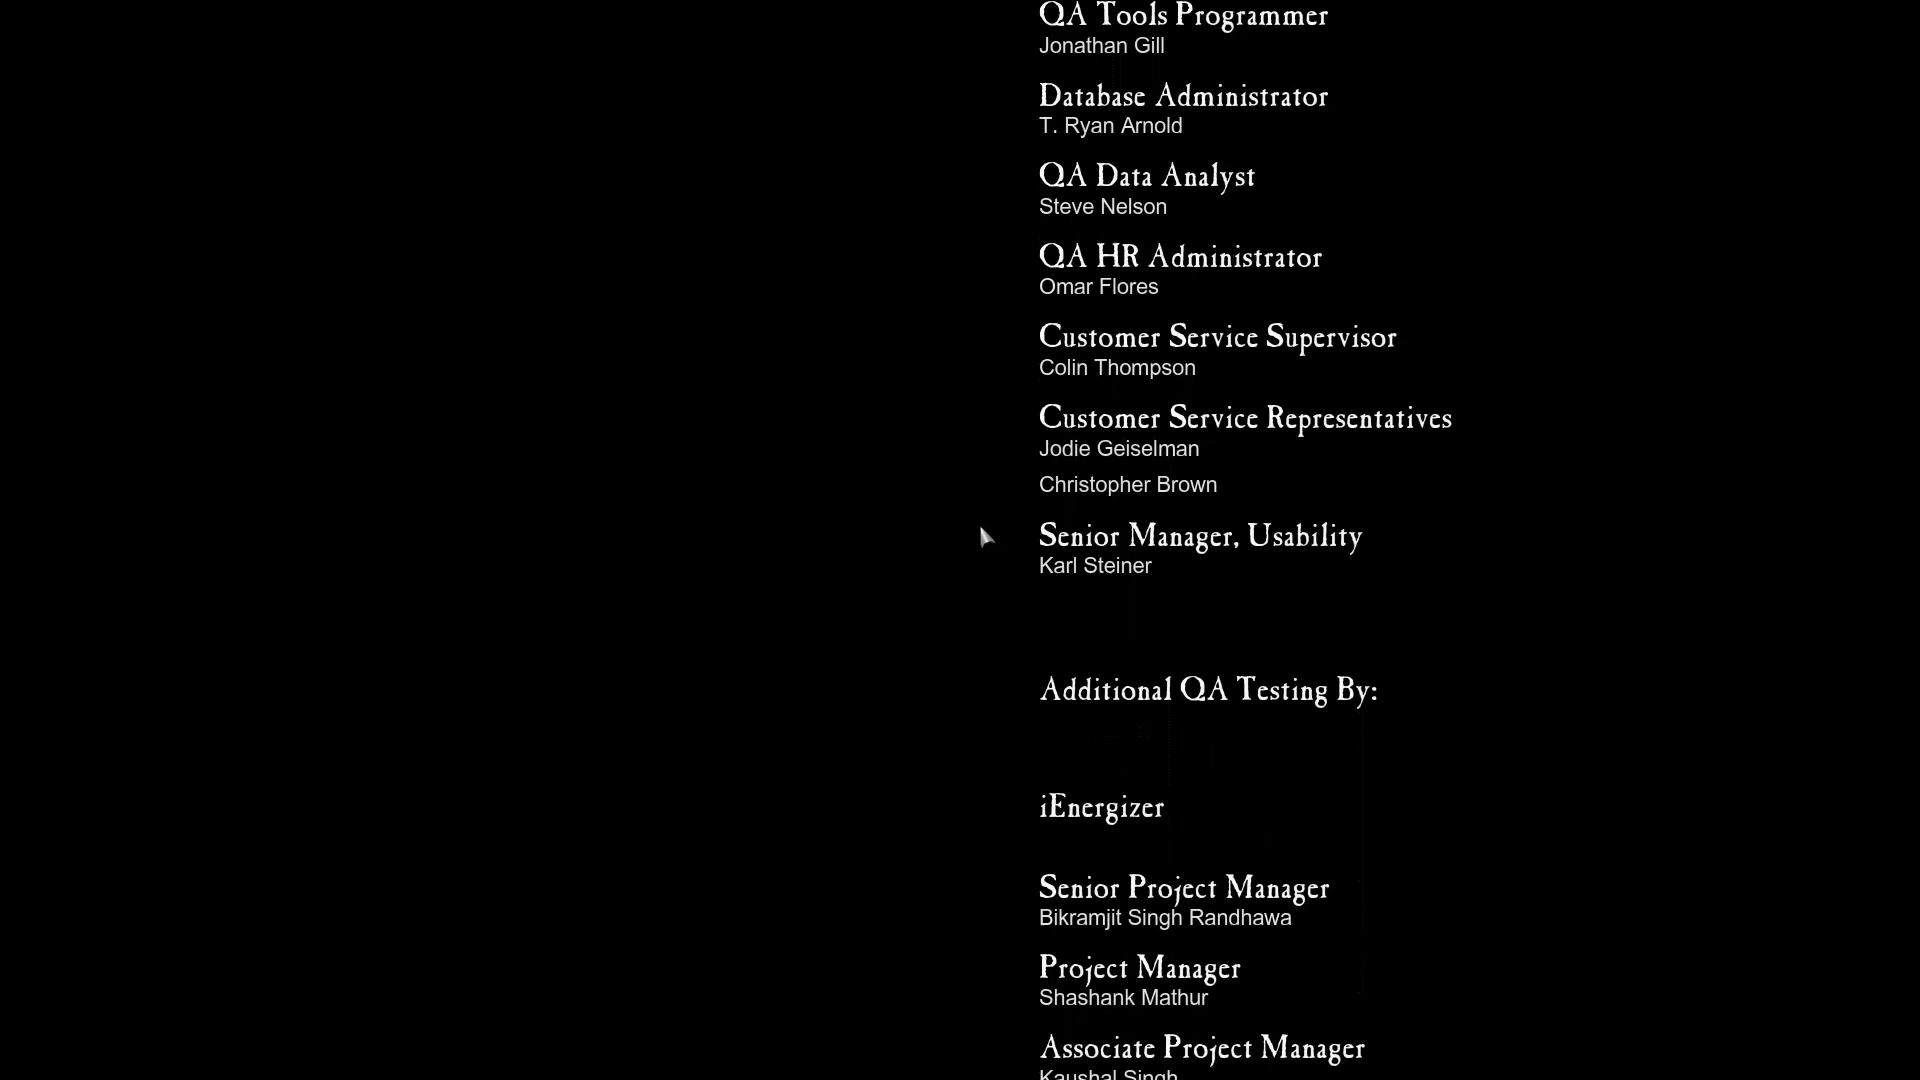 QA Tools Programmer
Jonathan Gill
Database Administrator
T. Ryan Arnold
QA Data Analyst
Steve Nelson
QA HR Administrator
Omar Flores
Customer Service Supervisor
Colin Thompson
Customer Service Representatives
Jodie Geiselman
Christopher Brown
Senior Manager, Usability
Karl Steiner
Additional QA Testing By:
iEnergizer
Senior Project Manager
Bikramjit Singh Randhawa
Project Manager
Shashank Mathur
Associate Project Manager
Kaushal Singh